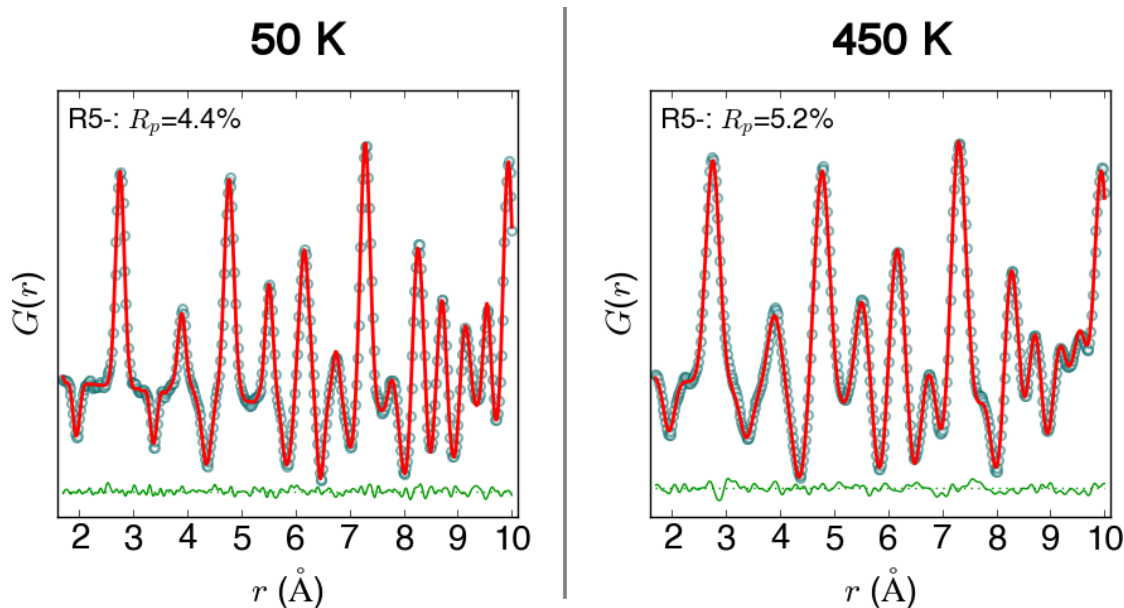 50 K
R5-: Rp=4.4%
G(r)
2 3 4 5 6 7 8 9 10
r (Å)
450 K
R5-: Rp=5.2%
G(r)
2 3 4 5 6 7 8 9 10
r (Å)